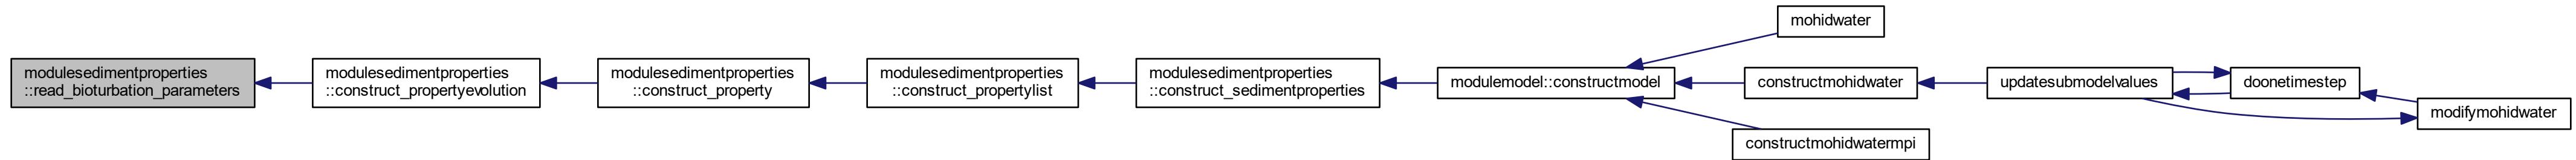 modulesedimentproperties
::read_bioturbation_parameters
modulesedimentproperties
::construct_propertyevolution
modulesedimentproperties
::construct_property
modulesedimentproperties
::construct_propertylist
modulesedimentproperties
::construct_sedimentproperties
modulemodel::constructmodel
mohidwater
constructmohidwater
constructmohidwatermpi
updatesubmodelvalues
doonetimestep
modifymohidwater